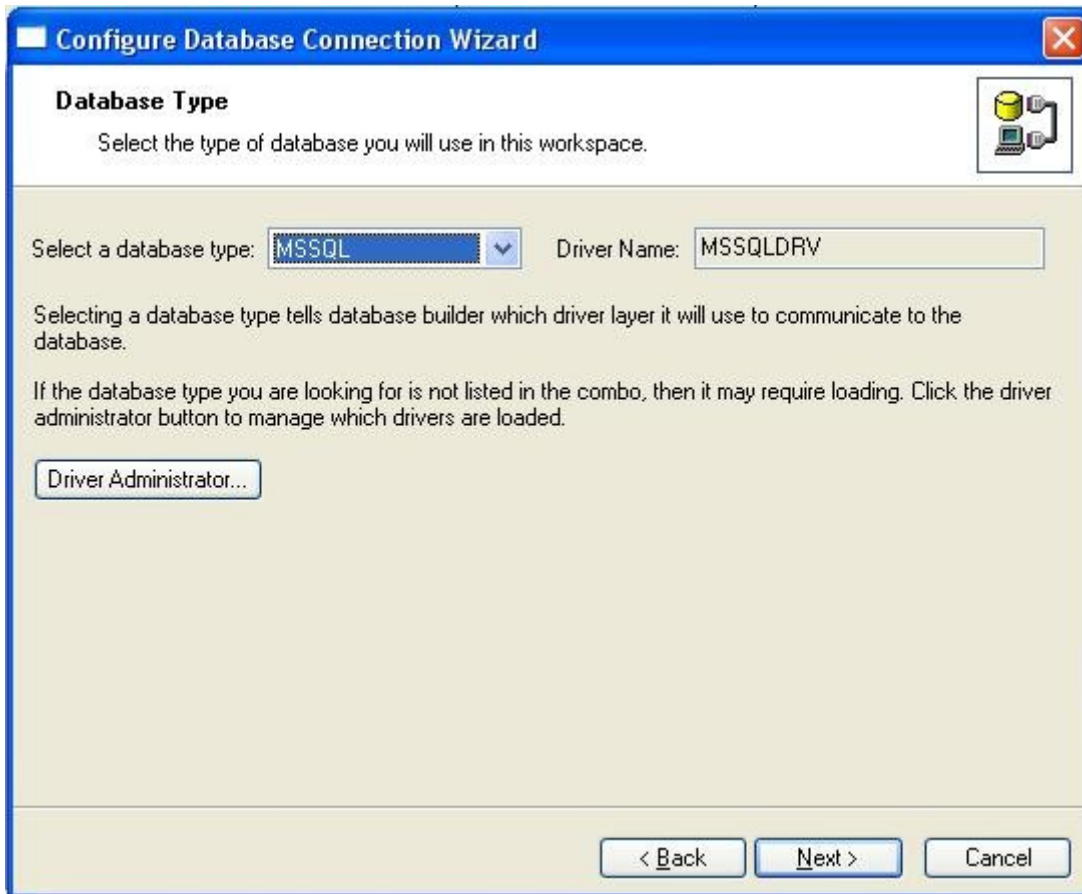 Configure Database Connection Wizard
Database Type
Select the type of database you will use in this workspace.
Select a database type: MSSQL Driver Name: MSSQLDRV
Selecting a database type tells database builder which driver layer it will use to communicate to the
database.
If the database type you are looking for is not listed in the combo, then it may require loading. Click the driver
administrator button to manage which drivers are loaded.
Driver Administrator...
< Back Next > Cancel